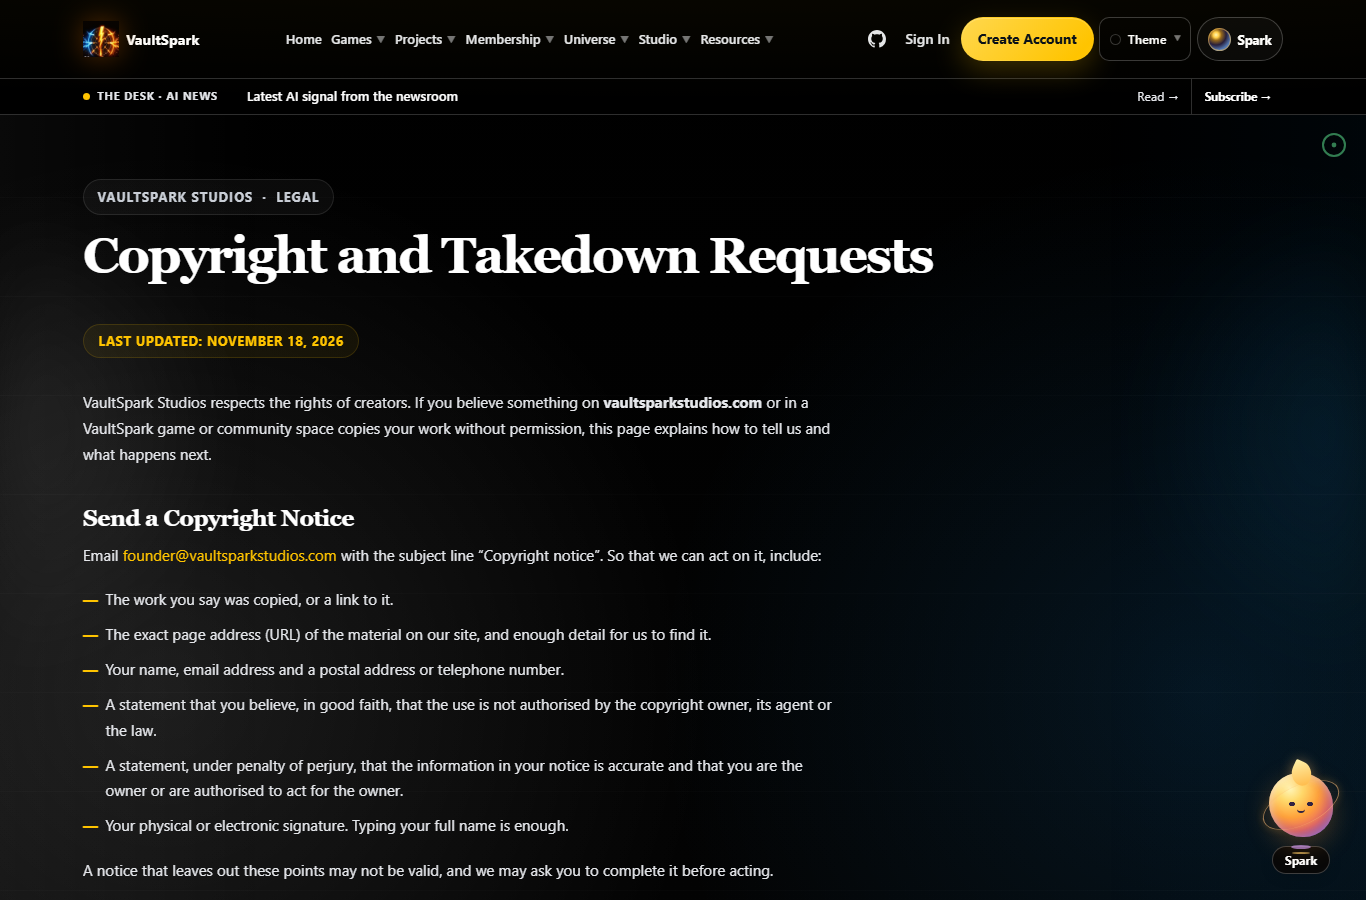 VaultSpark
Home Games Projects Membership Universe Studio Resources
Sign In
Create Account
Theme
Spark
THE DESK · AI NEWS
Latest AI signal from the newsroom
Read →
Subscribe →
VAULTSPARK STUDIOS · LEGAL
Copyright and Takedown Requests
LAST UPDATED: NOVEMBER 18, 2026
VaultSpark Studios respects the rights of creators. If you believe something on vaultsparkstudios.com or in a
VaultSpark game or community space copies your work without permission, this page explains how to tell us and
what happens next.
Send a Copyright Notice
Email founder@vaultsparkstudios.com with the subject line “Copyright notice”. So that we can act on it, include:
— The work you say was copied, or a link to it.
— The exact page address (URL) of the material on our site, and enough detail for us to find it.
— Your name, email address and a postal address or telephone number.
— A statement that you believe, in good faith, that the use is not authorised by the copyright owner, its agent or
the law.
— A statement, under penalty of perjury, that the information in your notice is accurate and that you are the
owner or are authorised to act for the owner.
— Your physical or electronic signature. Typing your full name is enough.
A notice that leaves out these points may not be valid, and we may ask you to complete it before acting.
Spark